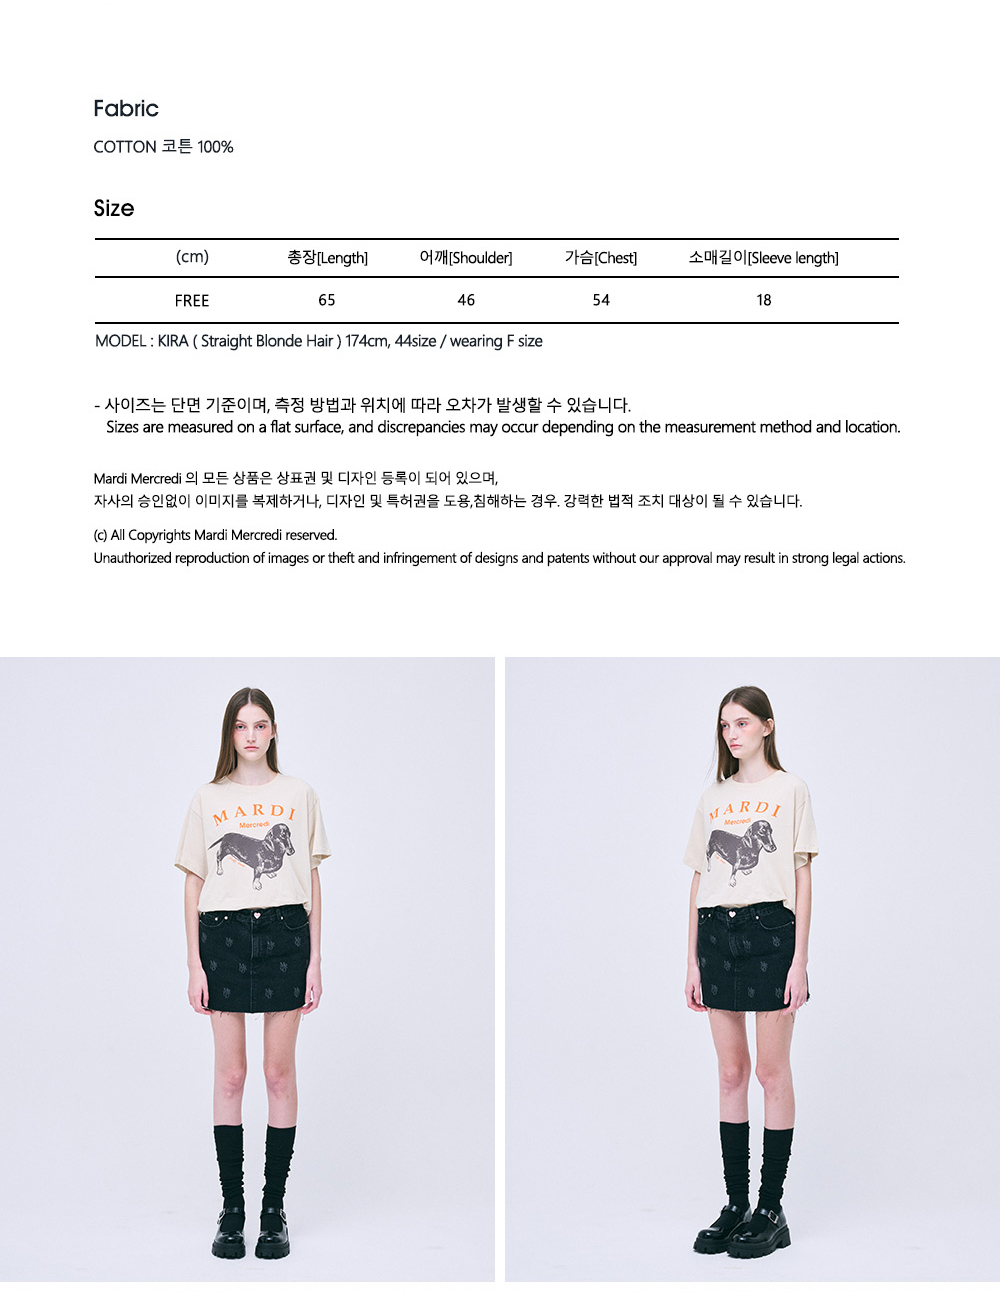 Fabric
COTTON 코튼 100%
Size
(cm) 총장[Length] 어깨[Shoulder] 가슴[Chest] 소매길이[Sleeve length]
FREE 65 46 54 18
MODEL : KIRA ( Straight Blonde Hair ) 174cm, 44size / wearing F size
- 사이즈는 단면 기준이며, 측정 방법과 위치에 따라 오차가 발생할 수 있습니다.
Sizes are measured on a flat surface, and discrepancies may occur depending on the measurement method and location.
Mardi Mercredi 의 모든 상품은 상표권 및 디자인 등록이 되어 있으며,
자사의 승인없이 이미지를 복제하거나, 디자인 및 특허권을 도용,침해하는 경우. 강력한 법적 조치 대상이 될 수 있습니다.
(c) All Copyrights Mardi Mercredi reserved.
Unauthorized reproduction of images or theft and infringement of designs and patents without our approval may result in strong legal actions.
MARDI
Mercredi
MARDI
Mercredi